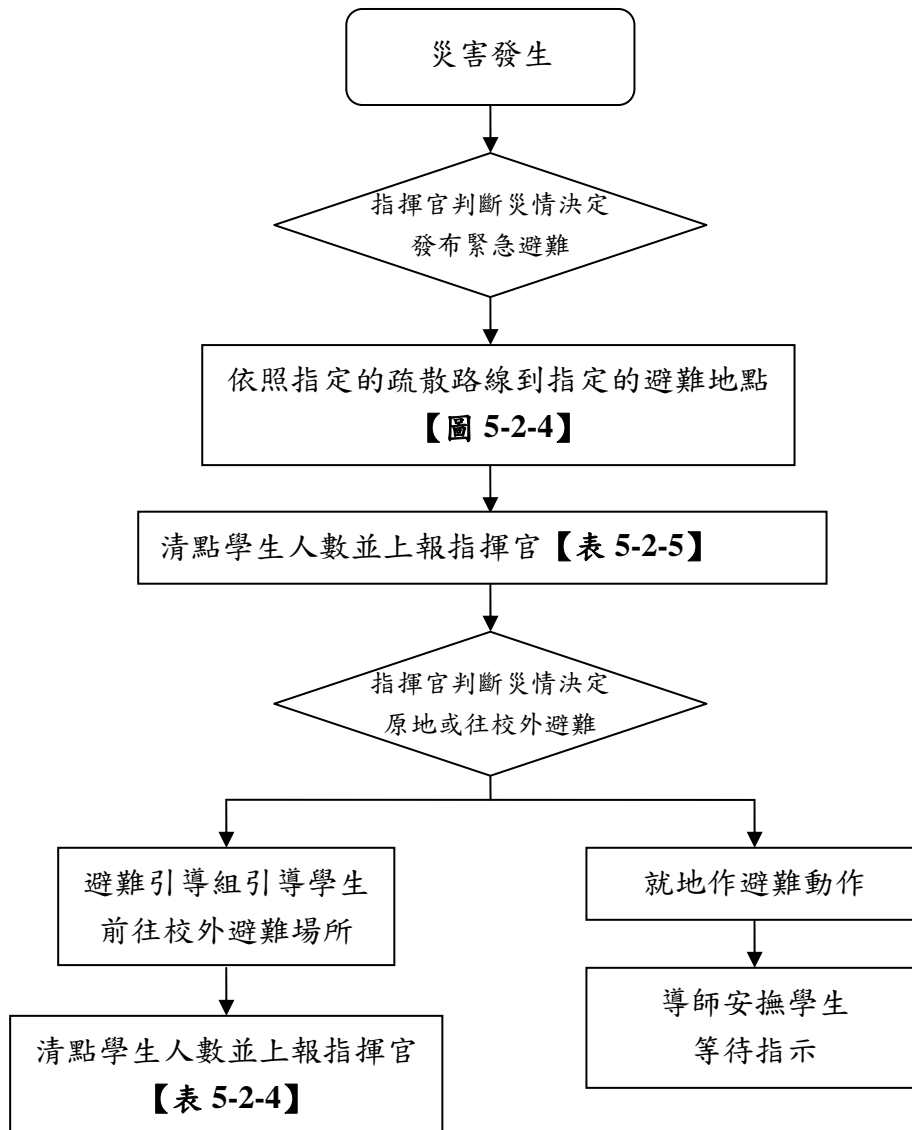 災害發生
指揮官判斷災情決定
發布緊急避難
依照指定的疏散路線到指定的避難地點
【圖 5-2-4】
清點學生人數並上報指揮官【表 5-2-5】
指揮官判斷災情決定
原地或往校外避難
避難引導組引導學生
前往校外避難場所
清點學生人數並上報指揮官
【表 5-2-4】
就地作避難動作
導師安撫學生
等待指示